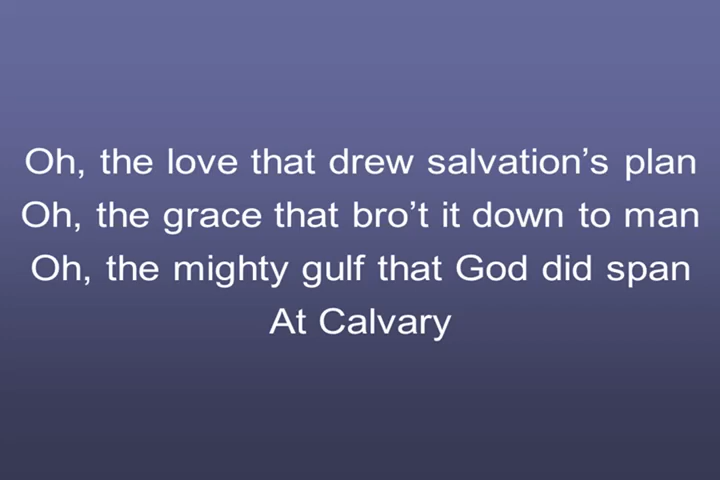 Oh, the love that drew salvation’s plan
Oh, the grace that bro’t it down to man
Oh, the mighty gulf that God did span
At Calvary